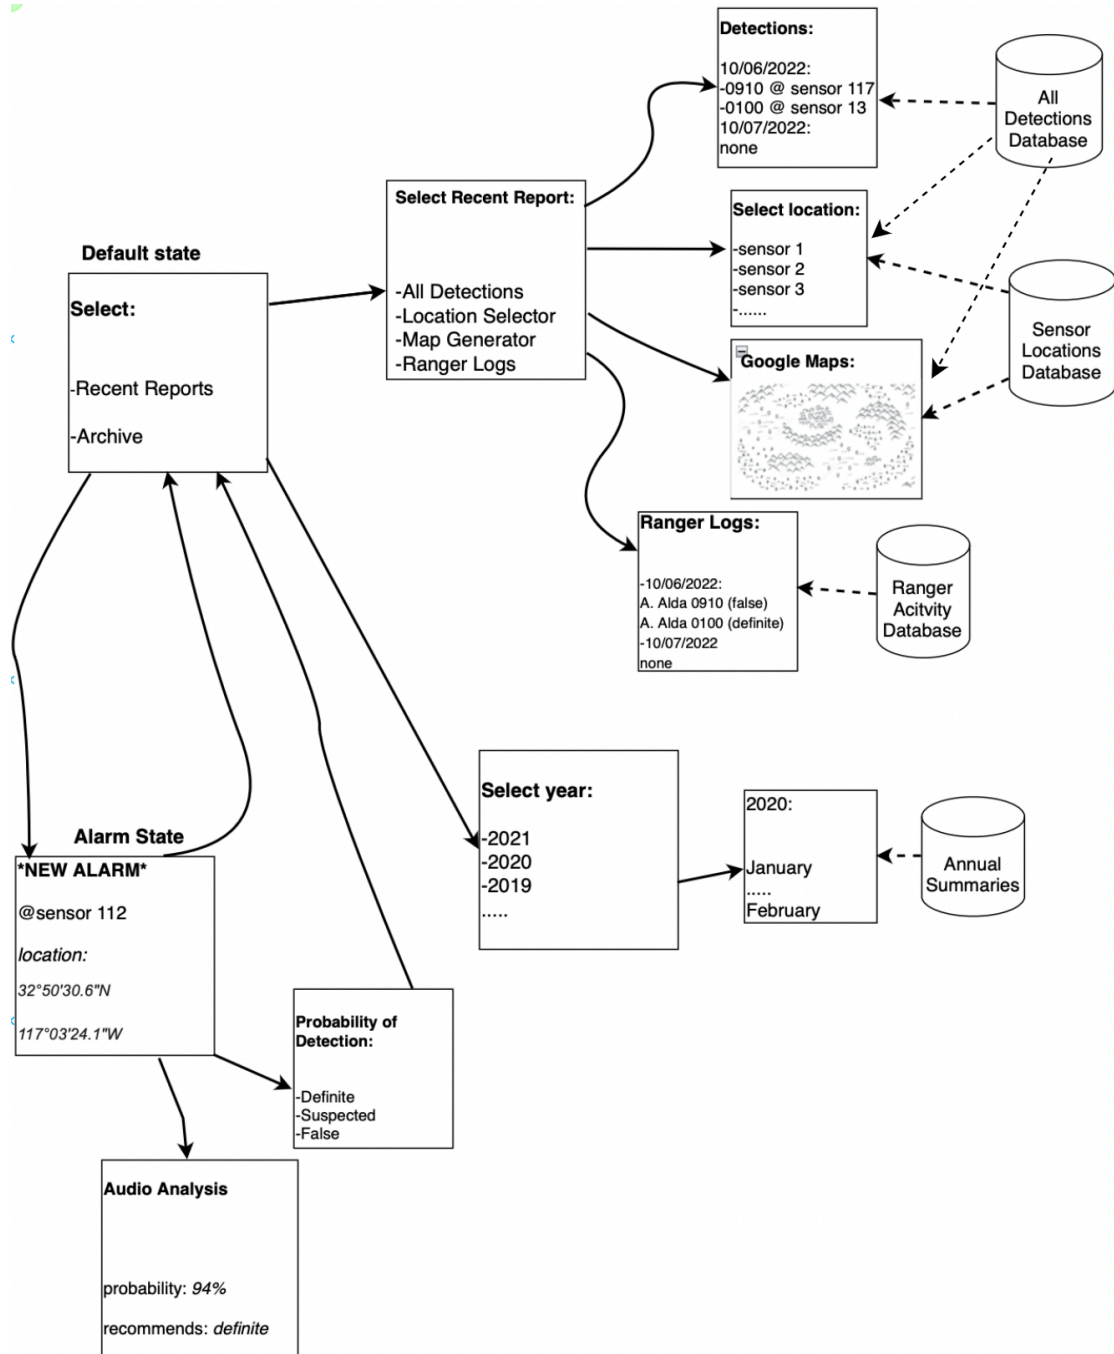 Detections:
10/06/2022:
-0910 @ sensor 117
-0100 @ sensor 13
10/07/2022:
none
All
Detections
Database
Select Recent Report:
-All Detections
-Location Selector
-Map Generator
-Ranger Logs
Select location:
-sensor 1
-sensor 2
-sensor 3
-......
Default state
Select:
-Recent Reports
-Archive
Sensor
Locations
Database
Google Maps:
Ranger Logs:
-10/06/2022:
A. Alda 0910 (false)
A. Alda 0100 (definite)
-10/07/2022
none
Ranger
Acitvity
Database
Select year:
-2021
-2020
-2019
.....
2020:
January
.....
February
Annual
Summaries
Alarm State
*NEW ALARM*
@sensor 112
location:
32°50'30.6"N
117°03'24.1"W
Probability of
Detection:
-Definite
-Suspected
-False
Audio Analysis
probability: 94%
recommends: definite